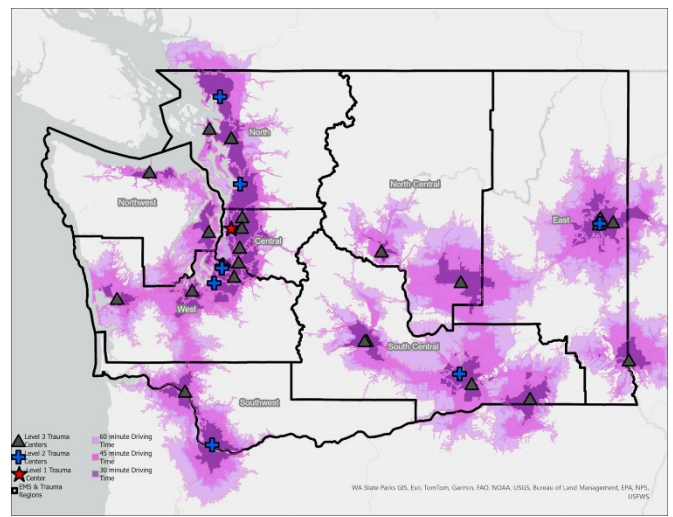 North
North Central
Northwest
East
Central
West
South Central
Southwest
Level 3 Trauma
Centers
Level 2 Trauma
Centers
Level 1 Trauma
Center
EMS & Trauma
Regions
60 minute Driving
Time
45 minute Driving
Time
30 minute Driving
Time
WA State Parks GIS, Esri, TomTom, Garmin, FAO, NOAA, USGS, Bureau of Land Management, EPA, NPS,
USFWS